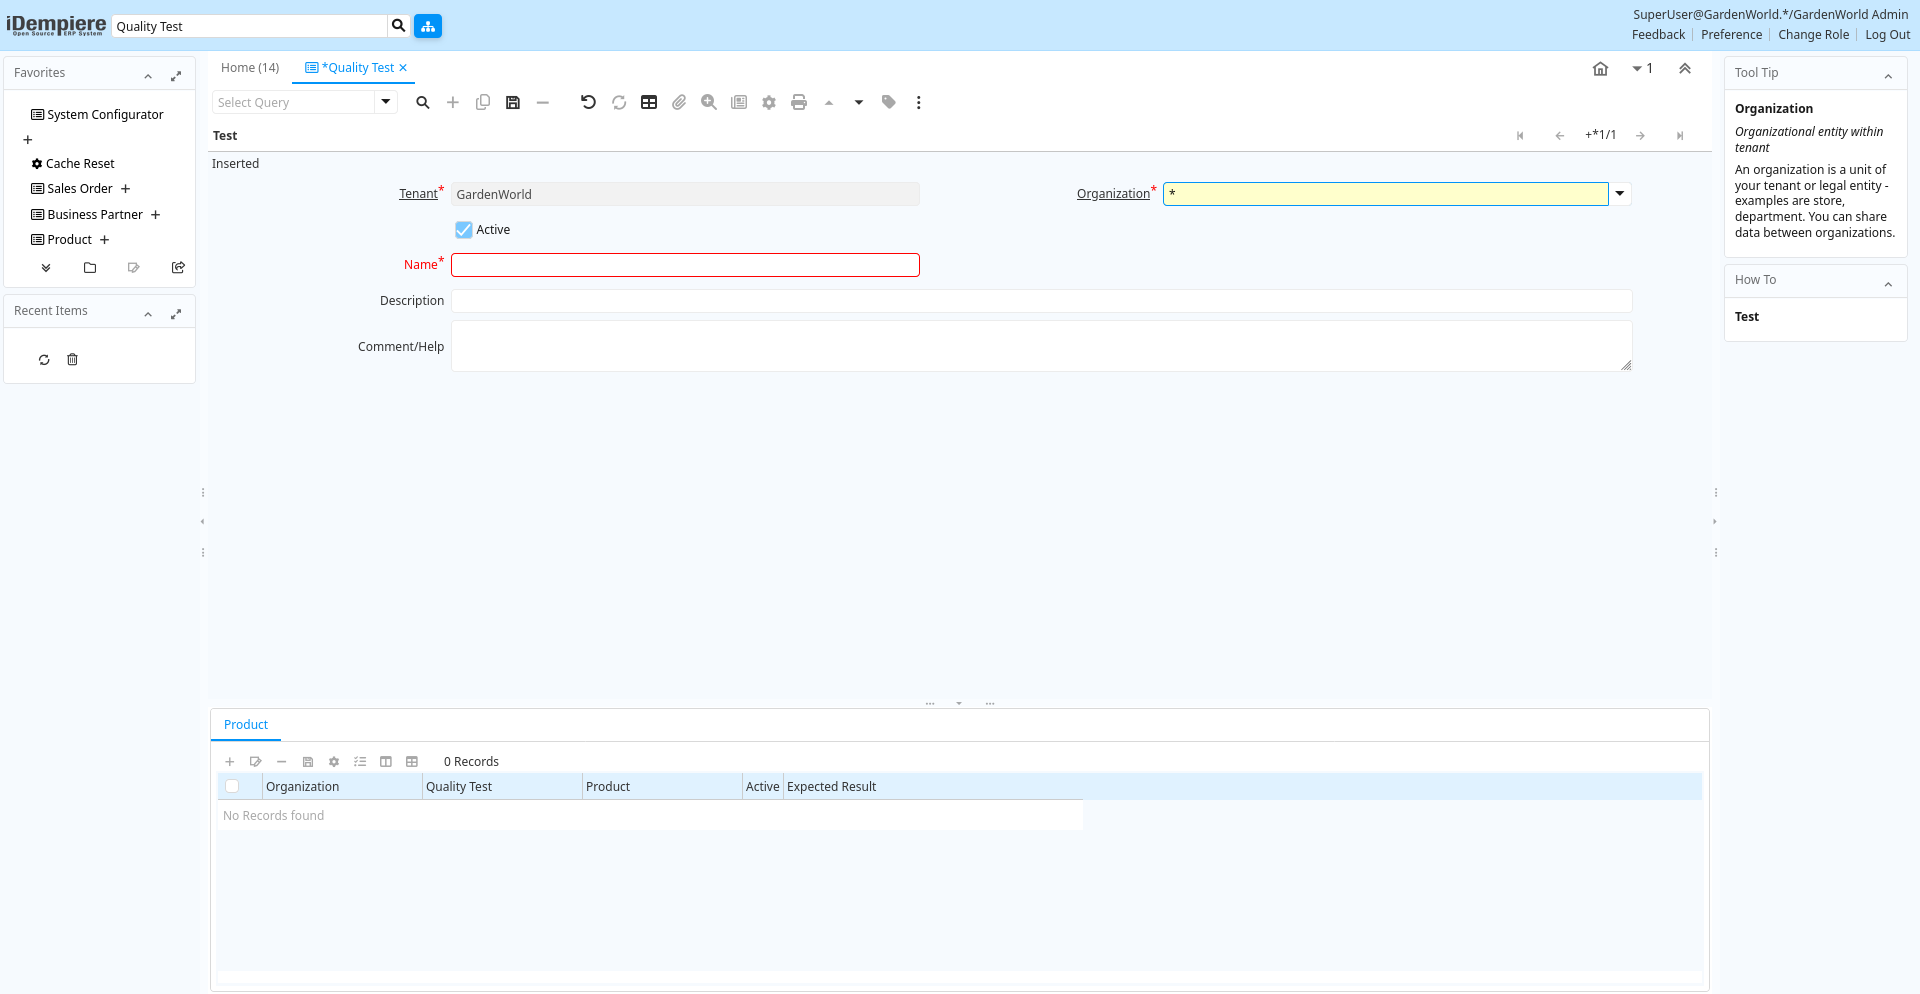 iDempiere
Open Source ERP System
Quality Test
SuperUser@GardenWorld.*/GardenWorld Admin
Feedback
Preference
Change Role
Log Out
Favorites
System Configurator
Cache Reset
Sales Order
Business Partner
Product
Recent Items
Home (14)
*Quality Test
1
Select Query
Test
+*1/1
Inserted
Tenant*
GardenWorld
Organization*
*
Active
Name*
Description
Comment/Help
Product
0 Records
Organization
Quality Test
Product
Active
Expected Result
No Records found
Tool Tip
Organization
Organizational entity within
tenant
An organization is a unit of
your tenant or legal entity -
examples are store,
department. You can share
data between organizations.
How To
Test